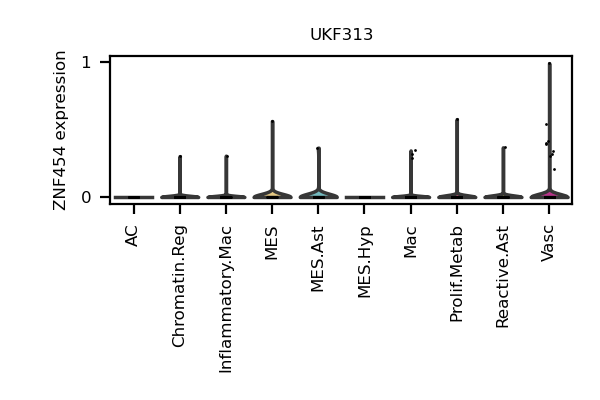 UKF313
ZNF454 expression
1
0
AC
Chromatin.Reg
Inflammatory.Mac
MES
MES.Ast
MES.Hyp
Mac
Prolif.Metab
Reactive.Ast
Vasc